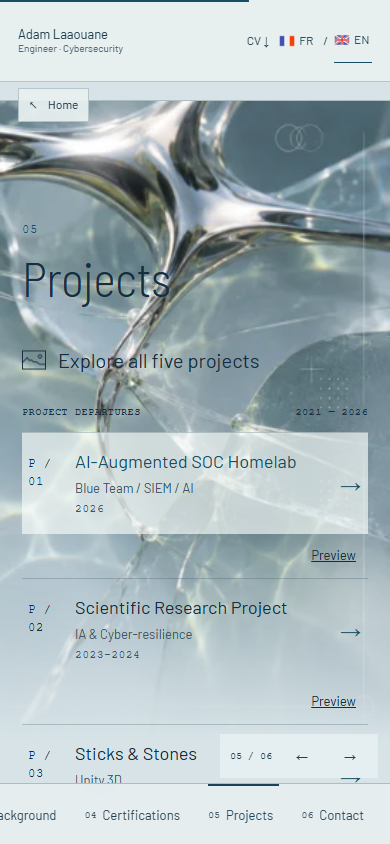 Adam Laaouane
Engineer · Cybersecurity
CV ↓ FR / EN
↖ Home
05
Projects
Explore all five projects
PROJECT DEPARTURES 2021 — 2026
P / 01
AI-Augmented SOC Homelab
Blue Team / SIEM / AI
2026
→
Preview
P / 02
Scientific Research Project
IA & Cyber-resilience
2023–2024
→
Preview
P / 03
Sticks & Stones
Unity 3D
05 / 06 ← →
ackground 04 Certifications 05 Projects 06 Contact